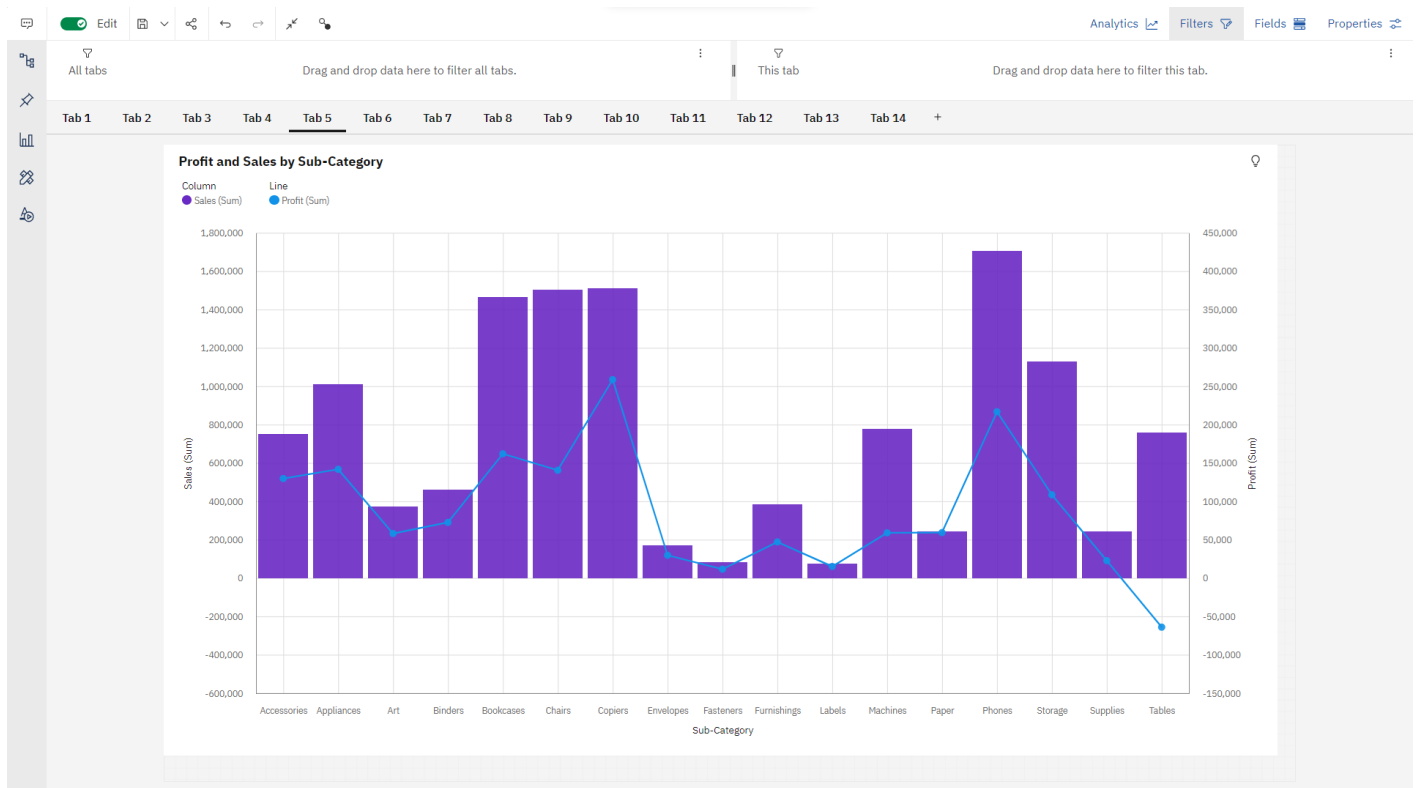 Edit
Analytics
Filters
Fields
Properties
All tabs
Drag and drop data here to filter all tabs.
This tab
Drag and drop data here to filter this tab.
Tab 1 Tab 2 Tab 3 Tab 4 Tab 5 Tab 6 Tab 7 Tab 8 Tab 9 Tab 10 Tab 11 Tab 12 Tab 13 Tab 14 +
Profit and Sales by Sub-Category
Column Line
Sales (Sum) Profit (Sum)
1,800,000 450,000
1,600,000 400,000
1,400,000 350,000
1,200,000 300,000
1,000,000 250,000
800,000 200,000
600,000 150,000
400,000 100,000
200,000 50,000
0 0
-200,000 -50,000
-400,000 -100,000
-600,000 -150,000
Sales (Sum)
Profit (Sum)
Accessories Appliances Art Binders Bookcases Chairs Copiers Envelopes Fasteners Furnishings Labels Machines Paper Phones Storage Supplies Tables
Sub-Category